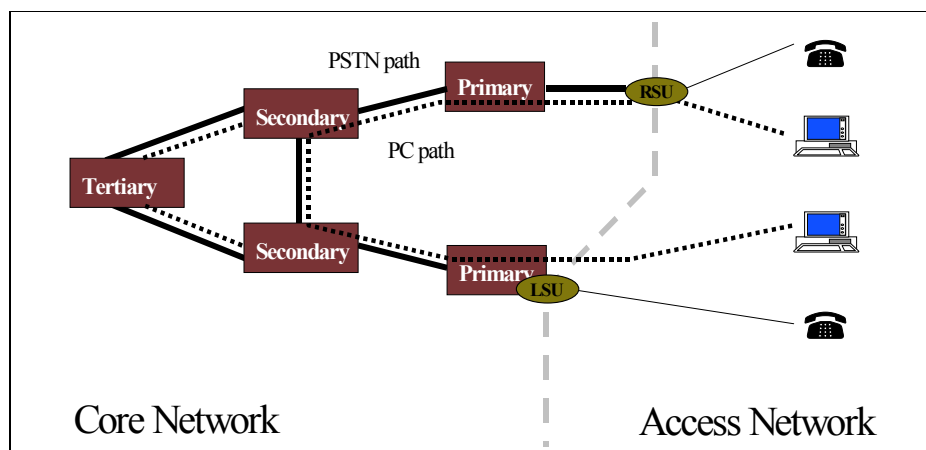 PSTN path
Primary
RSU
Secondary
PC path
Tertiary
Secondary
Primary
LSU
Core Network
Access Network